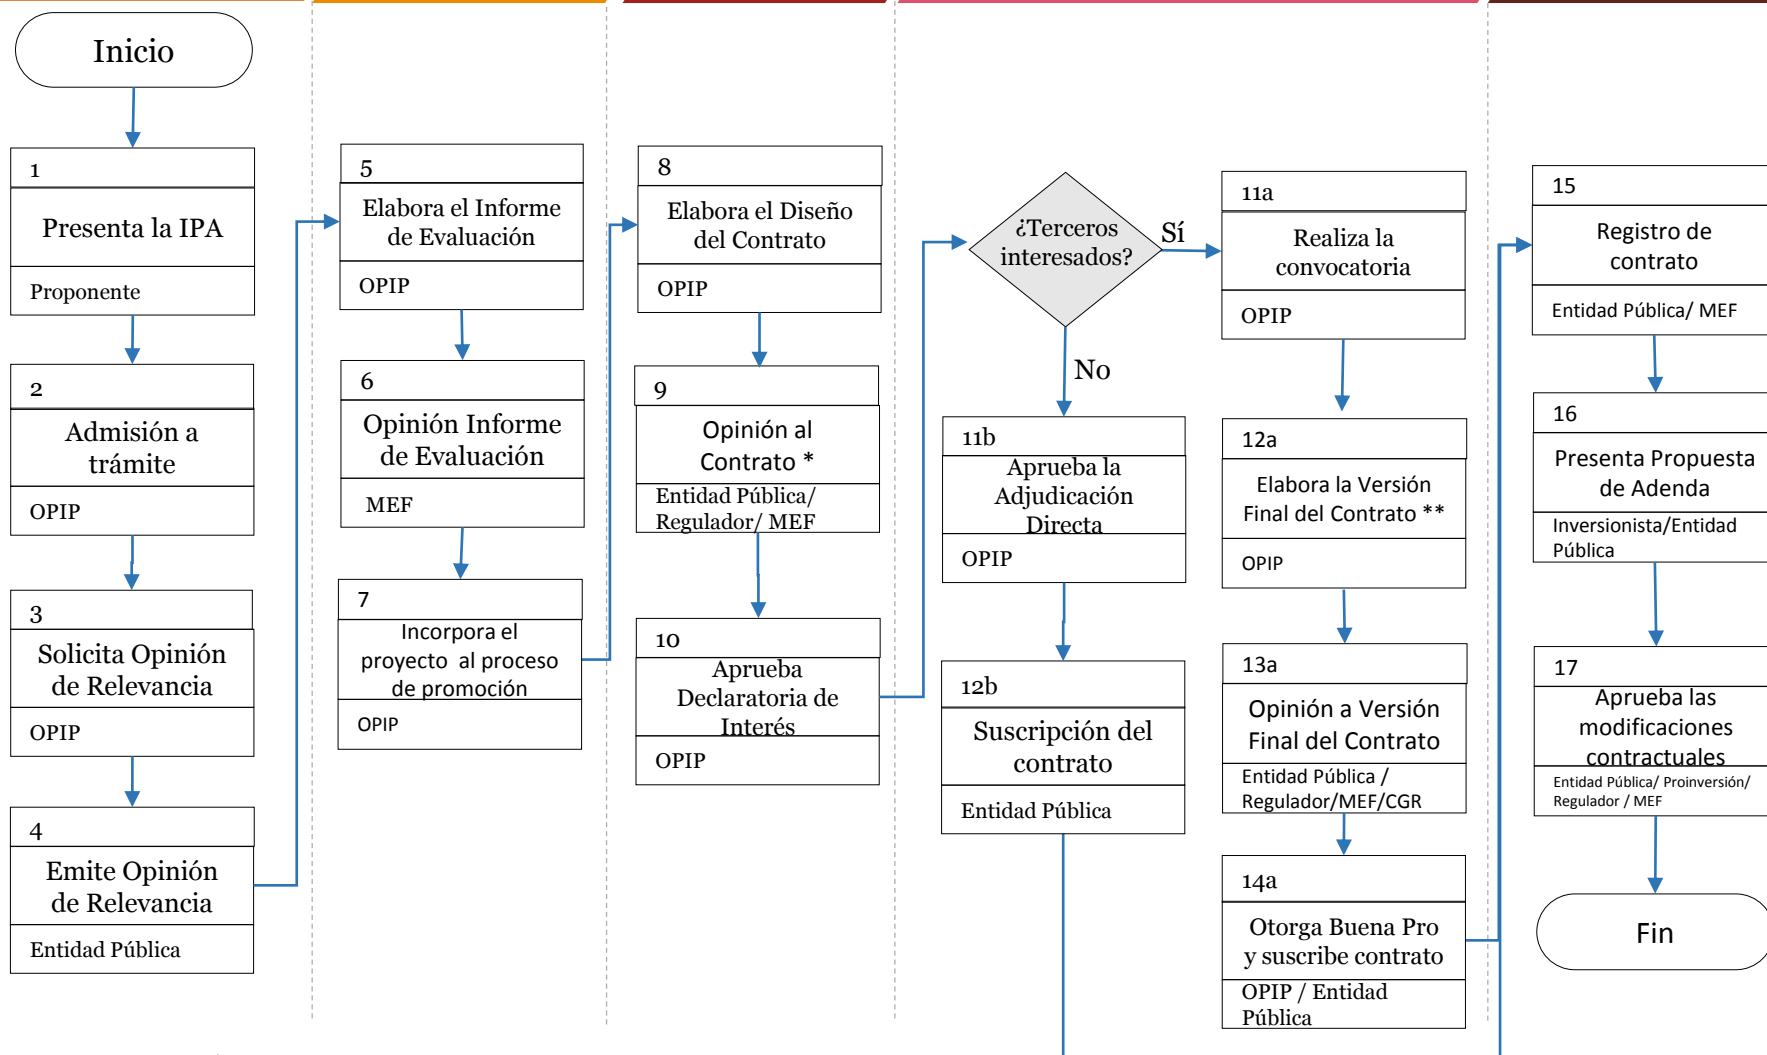 Inicio
1
Presenta la IPA
Proponente
2
Admisión a
trámite
OPIP
3
Solicita Opinión
de Relevancia
OPIP
4
Emite Opinión
de Relevancia
Entidad Pública
5
Elabora el Informe
de Evaluación
OPIP
6
Opinión Informe
de Evaluación
MEF
7
Incorpora el
proyecto al proceso
de promoción
OPIP
8
Elabora el Diseño
del Contrato
OPIP
9
Opinión al
Contrato *
Entidad Pública/
Regulador/ MEF
10
Aprueba
Declaratoria de
Interés
OPIP
¿Terceros
interesados?
Sí
No
11b
Aprueba la
Adjudicación
Directa
OPIP
12b
Suscripción del
contrato
Entidad Pública
11a
Realiza la
convocatoria
OPIP
12a
Elabora la Versión
Final del Contrato **
OPIP
13a
Opinión a Versión
Final del Contrato
Entidad Pública /
Regulador/MEF/CGR
14a
Otorga Buena Pro
y suscribe contrato
OPIP / Entidad
Pública
15
Registro de
contrato
Entidad Pública/ MEF
16
Presenta Propuesta
de Adenda
Inversionista/Entidad
Pública
17
Aprueba las
modificaciones
contractuales
Entidad Pública/ Proinversión/
Regulador / MEF
Fin